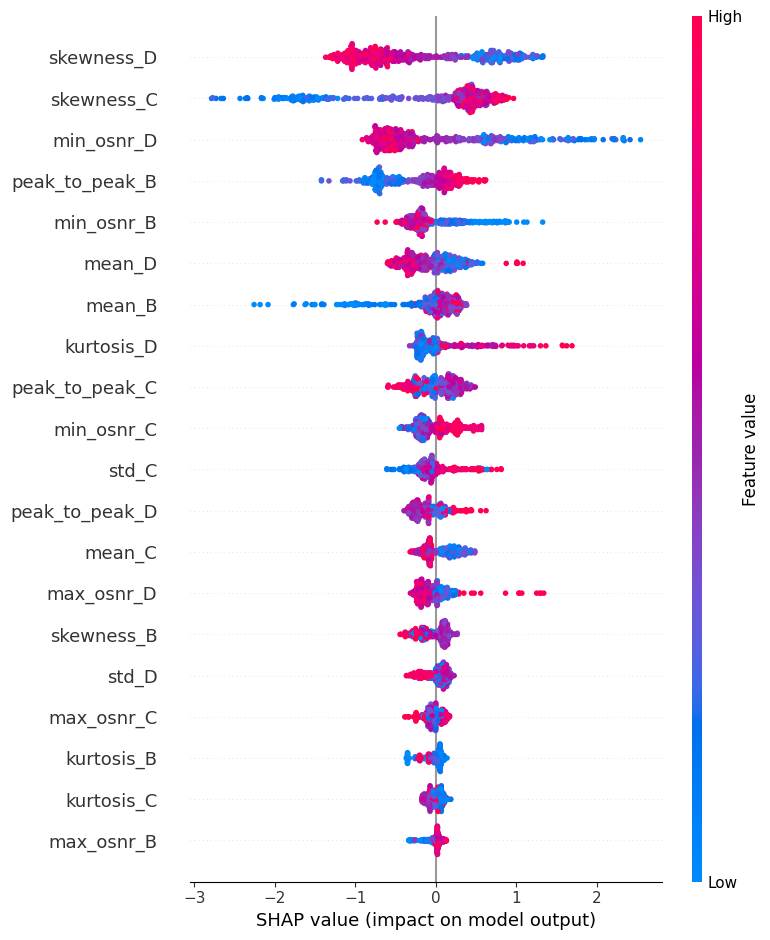 High
skewness_D
skewness_C
min_osnr_D
peak_to_peak_B
min_osnr_B
mean_D
mean_B
kurtosis_D
peak_to_peak_C
min_osnr_C
std_C
peak_to_peak_D
mean_C
max_osnr_D
skewness_B
std_D
max_osnr_C
kurtosis_B
kurtosis_C
max_osnr_B
Feature value
Low
−3 −2 −1 0 1 2
SHAP value (impact on model output)